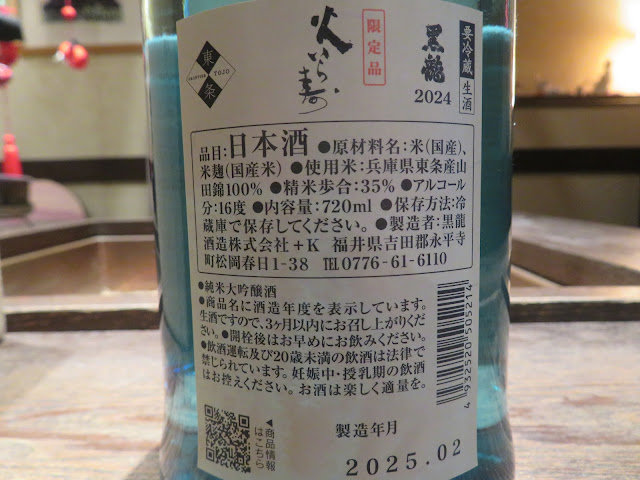 要冷蔵 生酒
黒龍
2024
限定品
火いら寿
東条
TOJO
品目:日本酒 ●原材料名:米(国産)、
米麹(国産米) ●使用米:兵庫県東条産山
田錦100% ●精米歩合:35% ●アルコール
分:16度 ●内容量:720ml ●保存方法:冷
蔵庫で保存してください。 ●製造者:黒龍
酒造株式会社+K 福井県吉田郡永平寺
町松岡春日1-38 ℡0776-61-6110
●純米大吟醸酒
●商品名に酒造年度を表示しています。
生酒ですので、3ヶ月以内にお召し上がりくだ
さい。●開栓後はお早めにお飲みください。
●飲酒運転及び20歳未満の飲酒は法律で
禁じられています。妊娠中・授乳期の飲酒
はお控えください。お酒は楽しく適量を。
4932520505214
◀商品情報
はこちら
製造年月
2025.02